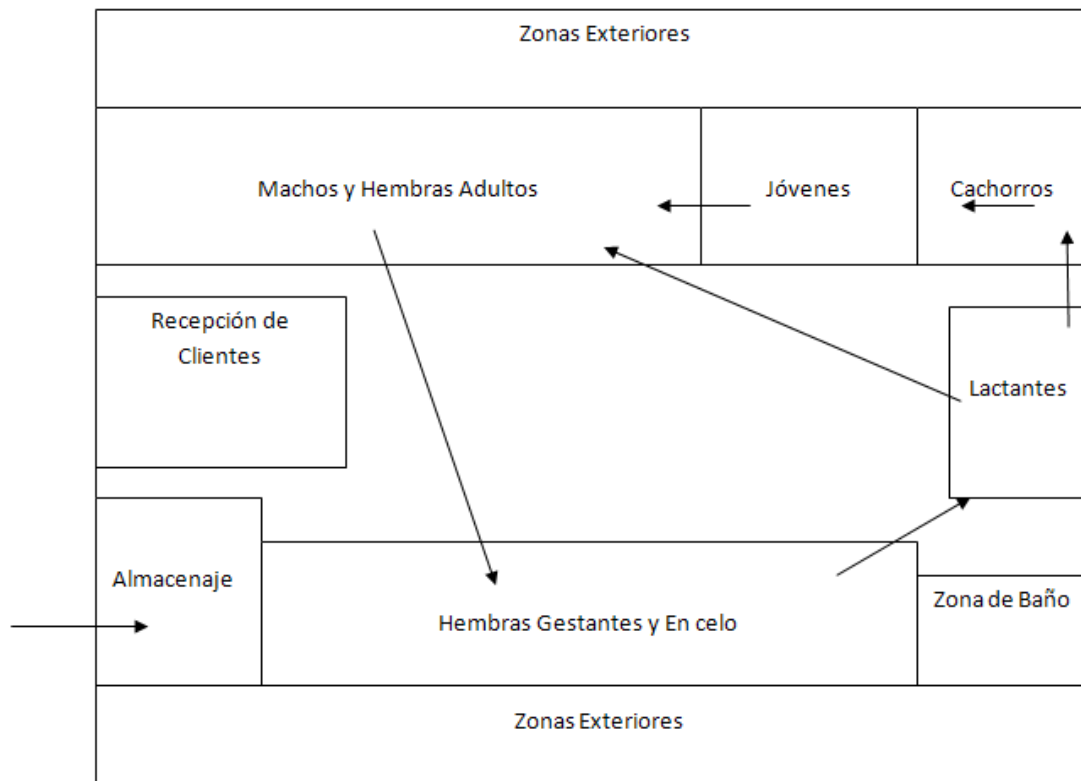 Zonas Exteriores
Machos y Hembras Adultos
Jóvenes
Cachorros
Recepción de
Clientes
Lactantes
Almacenaje
Hembras Gestantes y En celo
Zona de Baño
Zonas Exteriores